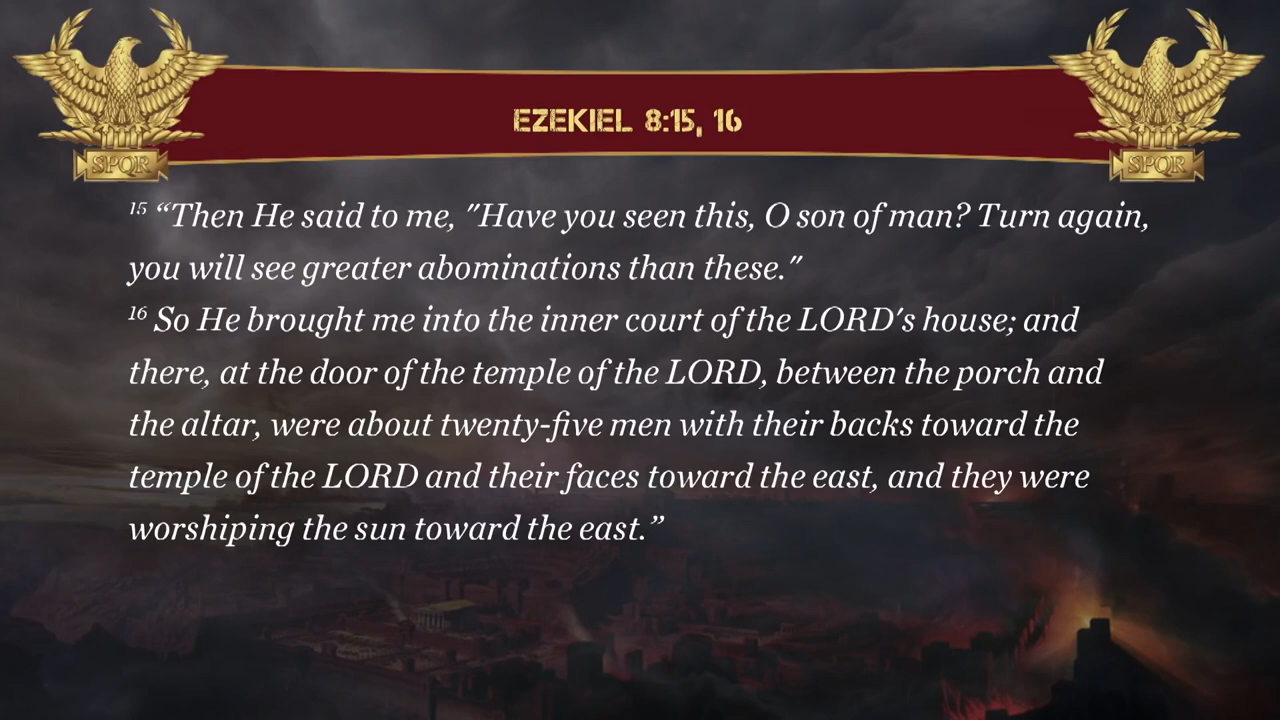 EZEKIEL 8:15, 16
SPQR
SPQR
15 “Then He said to me, "Have you seen this, O son of man? Turn again,
you will see greater abominations than these."
16 So He brought me into the inner court of the LORD's house; and
there, at the door of the temple of the LORD, between the porch and
the altar, were about twenty-five men with their backs toward the
temple of the LORD and their faces toward the east, and they were
worshiping the sun toward the east.”